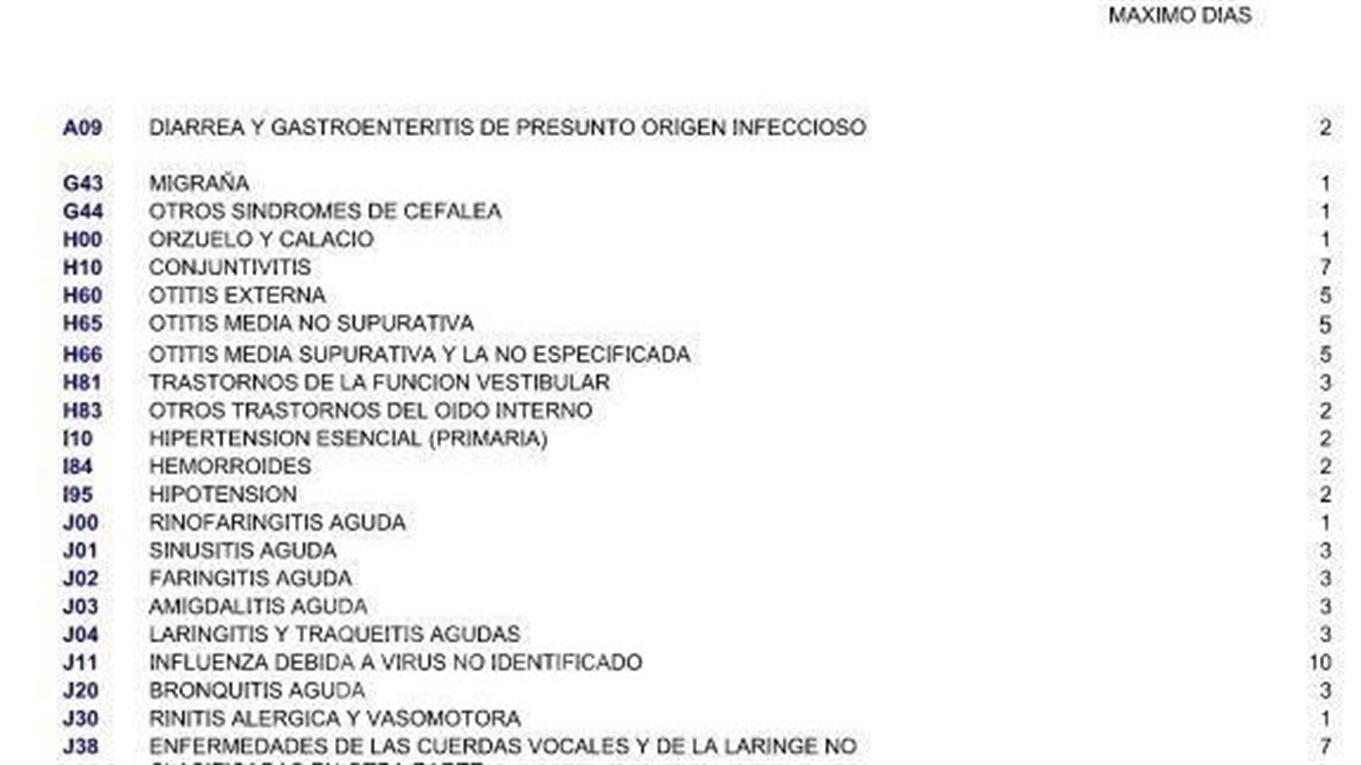 MAXIMO DIAS
A09 DIARREA Y GASTROENTERITIS DE PRESUNTO ORIGEN INFECCIOSO 2
G43 MIGRAÑA 1
G44 OTROS SINDROMES DE CEFALEA 1
H00 ORZUELO Y CALACIO 1
H10 CONJUNTIVITIS 7
H60 OTITIS EXTERNA 5
H65 OTITIS MEDIA NO SUPURATIVA 5
H66 OTITIS MEDIA SUPURATIVA Y LA NO ESPECIFICADA 5
H81 TRASTORNOS DE LA FUNCION VESTIBULAR 3
H83 OTROS TRASTORNOS DEL OIDO INTERNO 2
I10 HIPERTENSION ESENCIAL (PRIMARIA) 2
I84 HEMORROIDES 2
I95 HIPOTENSION 2
J00 RINOFARINGITIS AGUDA 1
J01 SINUSITIS AGUDA 3
J02 FARINGITIS AGUDA 3
J03 AMIGDALITIS AGUDA 3
J04 LARINGITIS Y TRAQUEITIS AGUDAS 3
J11 INFLUENZA DEBIDA A VIRUS NO IDENTIFICADO 10
J20 BRONQUITIS AGUDA 3
J30 RINITIS ALERGICA Y VASOMOTORA 1
J38 ENFERMEDADES DE LAS CUERDAS VOCALES Y DE LA LARINGE NO 7